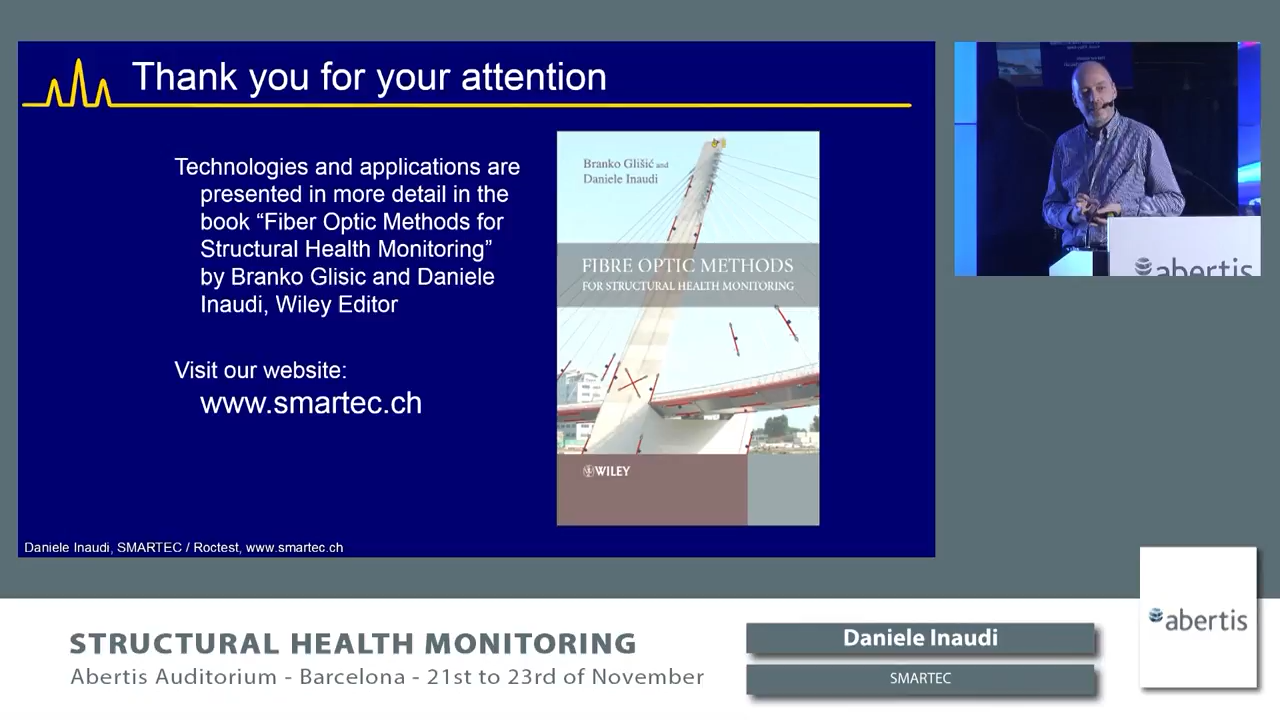 Thank you for your attention
Technologies and applications are
presented in more detail in the
book “Fiber Optic Methods for
Structural Health Monitoring”
by Branko Glisic and Daniele
Inaudi, Wiley Editor
Visit our website:
www.smartec.ch
Branko Glišić and
Daniele Inaudi
FIBRE OPTIC METHODS
FOR STRUCTURAL HEALTH MONITORING
WILEY
Daniele Inaudi, SMARTEC / Roctest, www.smartec.ch
abertis
STRUCTURAL HEALTH MONITORING
Abertis Auditorium - Barcelona - 21st to 23rd of November
Daniele Inaudi
SMARTEC
abertis